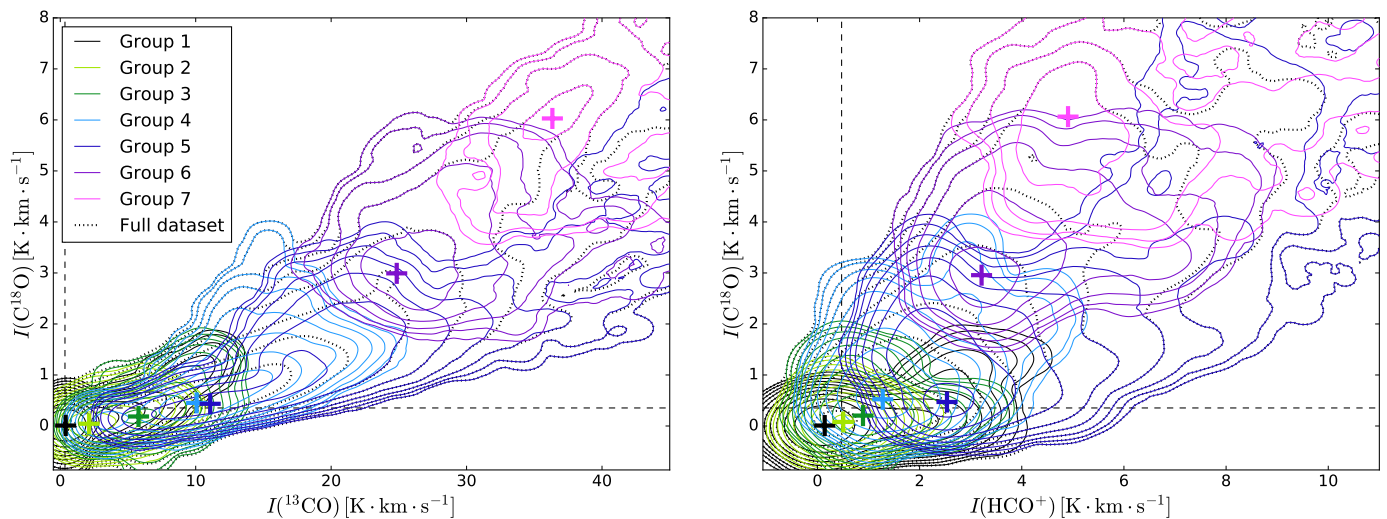 8
7
6
5
4
3
2
1
0
I(C¹⁸O) [K · km · s⁻¹]
Group 1
Group 2
Group 3
Group 4
Group 5
Group 6
Group 7
Full dataset
0 10 20 30 40
I(¹³CO) [K · km · s⁻¹]
8
7
6
5
4
3
2
1
0
I(C¹⁸O) [K · km · s⁻¹]
0 2 4 6 8 10
I(HCO⁺) [K · km · s⁻¹]